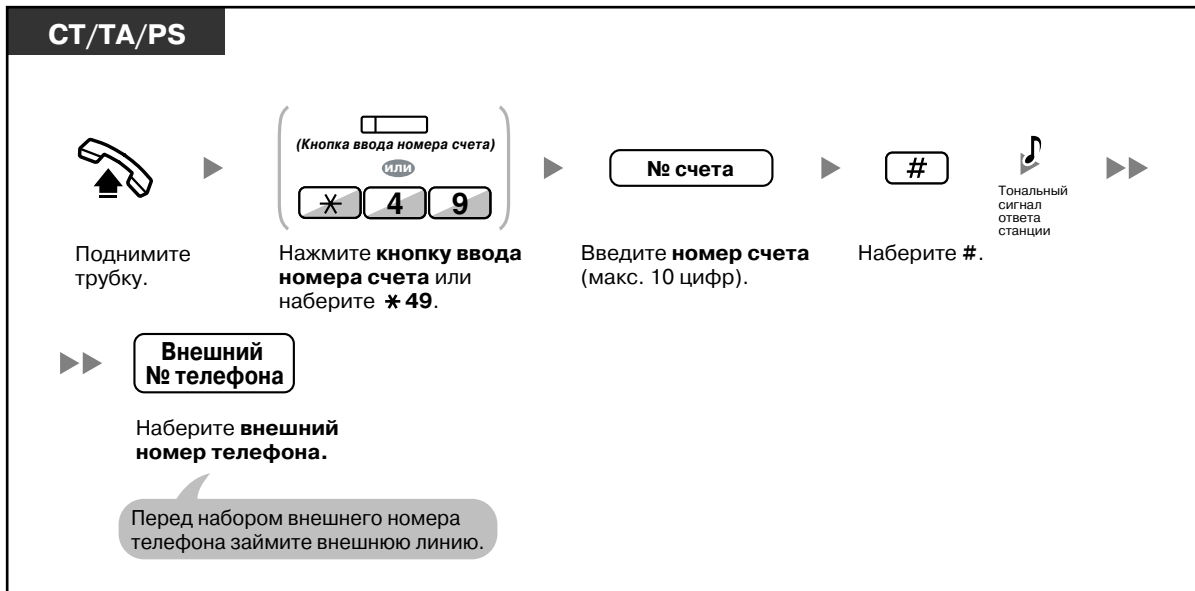 CT/TA/PS
(Кнопка ввода номера счета)
или
* 4 9
№ счета
#
Тональный
сигнал
ответа
станции
Поднимите
трубку.
Нажмите кнопку ввода
номера счета или
наберите * 49.
Введите номер счета
(макс. 10 цифр).
Наберите #.
Внешний
№ телефона
Наберите внешний
номер телефона.
Перед набором внешнего номера
телефона займите внешнюю линию.